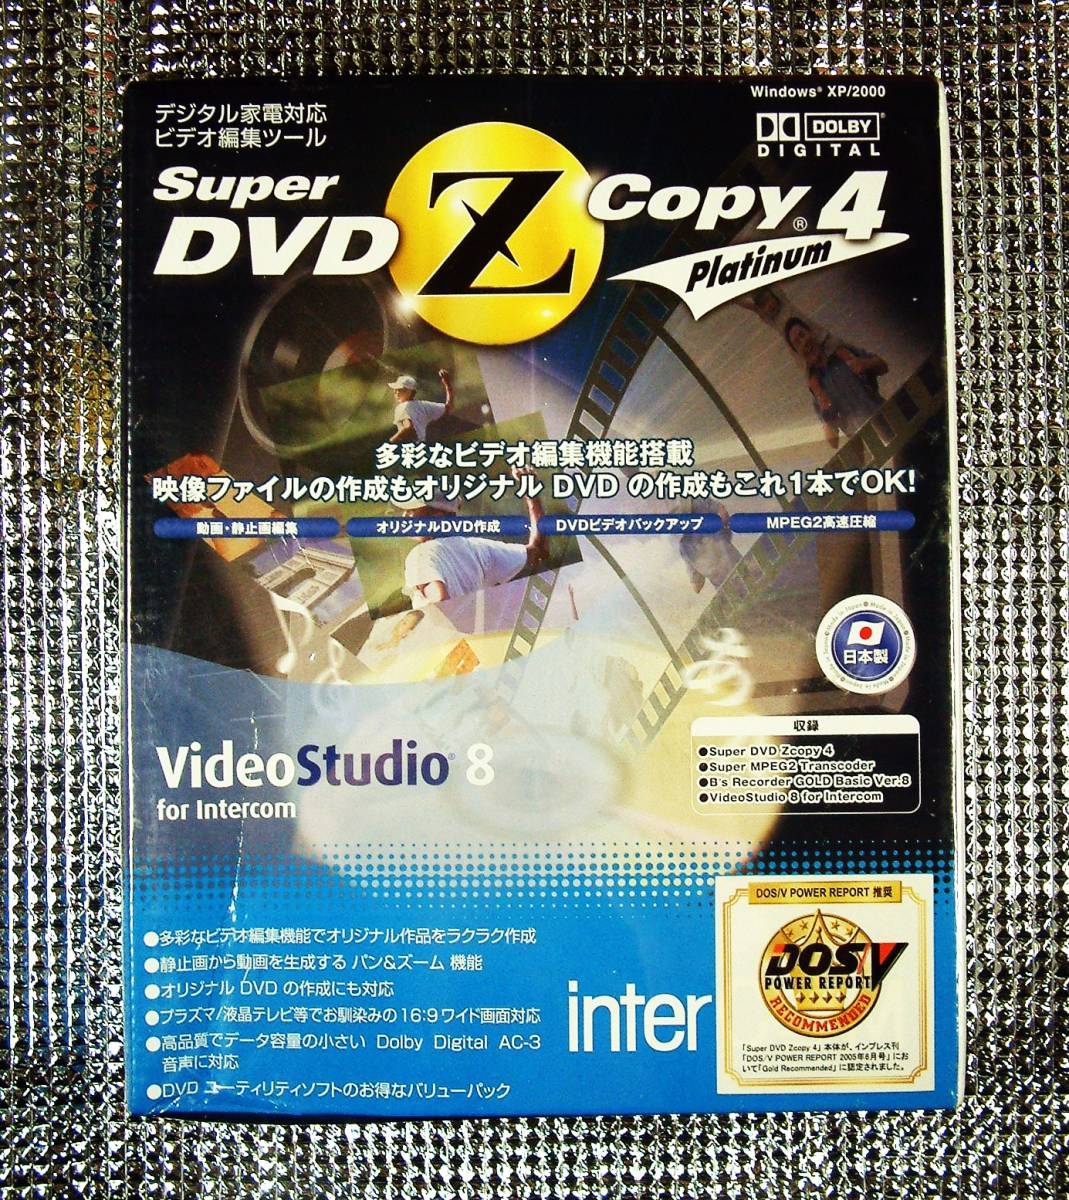 Windows® XP/2000
デジタル家電対応
ビデオ編集ツール
DOLBY®
DIGITAL
Super
DVD
Z
Copy®4
Platinum
多彩なビデオ編集機能搭載
映像ファイルの作成もオリジナル DVD の作成もこれ1本でOK!
動画・静止画編集
オリジナルDVD作成
DVDビデオバックアップ
MPEG2高速圧縮
Made in Japan
日本製
収録
●Super DVD Zcopy 4
●Super MPEG2 Transcoder
●B's Recorder GOLD Basic Ver.8
●VideoStudio 8 for Intercom
VideoStudio® 8
for Intercom
●多彩なビデオ編集機能でオリジナル作品をラクラク作成
●静止画から動画を生成する パン&ズーム 機能
●オリジナル DVD の作成にも対応
●プラズマ/液晶テレビ等でお馴染みの16:9ワイド画面対応
●高品質でデータ容量の小さい Dolby Digital AC-3
音声に対応
●DVD ユーティリティソフトのお得なバリューパック
inter
DOS/V POWER REPORT 推奨
DOS/V
POWER REPORT
RECOMMENDED
「Super DVD Zcopy 4」本体が、インプレス刊
「DOS/V POWER REPORT 2005年6月号」にお
いて「Gold Recommended」に認定されました。